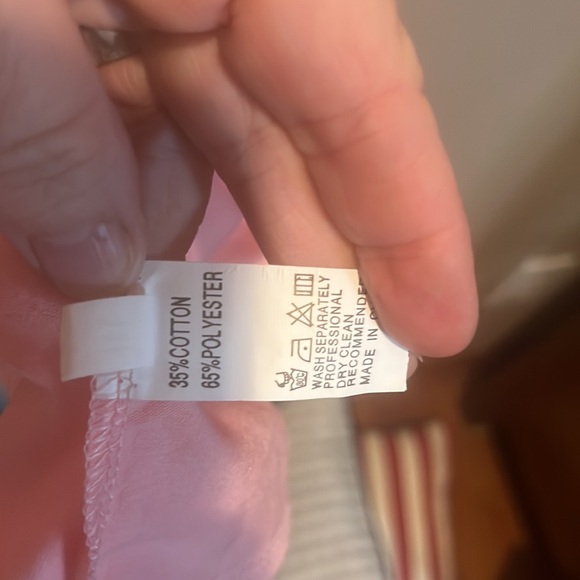 35%COTTON
65%POLYESTER
WASH SEPARATELY
PROFESSIONAL
DRY CLEAN
RECOMMENDED
MADE IN